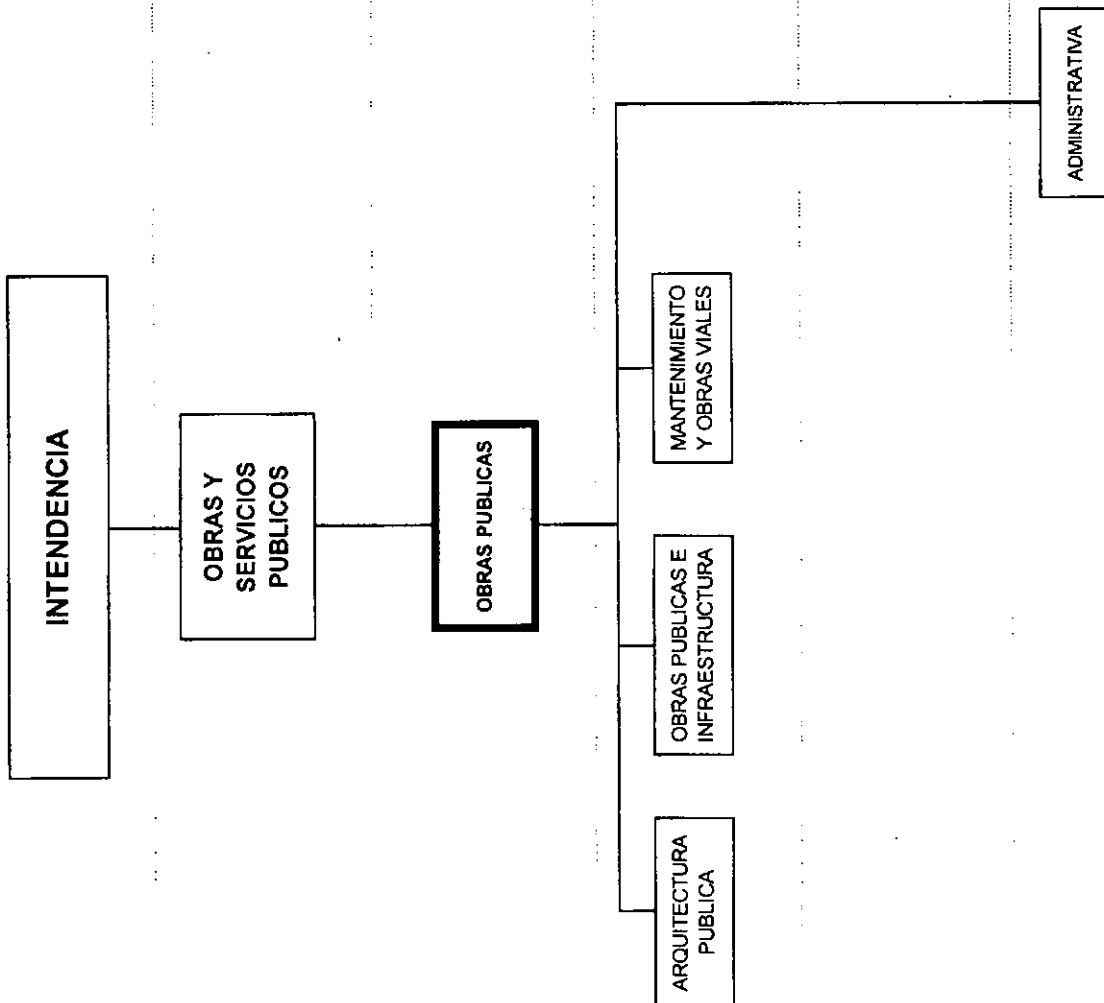 INTENDENCIA
OBRAS Y
SERVICIOS
PUBLICOS
OBRAS PUBLICAS
ARQUITECTURA
PUBLICA
OBRAS PUBLICAS E
INFRAESTRUCTURA
MANTENIMIENTO
Y OBRAS VIALES
ADMINISTRATIVA